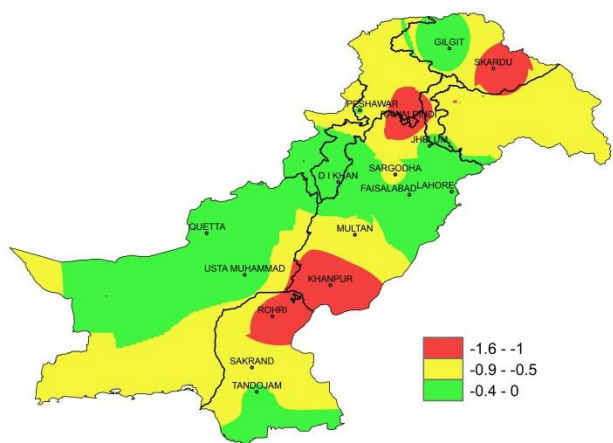 GILGIT
SKARDU
PESHAWAR
RAWALPINDI
JHELUM
SARGODHA
D I KHAN
FAISALABAD
LAHORE
QUETTA
MULTAN
USTA MUHAMMAD
KHANPUR
ROHRI
SAKRAND
TANDOJAM
-1.6 - -1
-0.9 - -0.5
-0.4 - 0